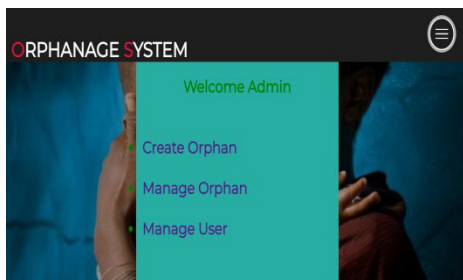 ORPHANAGE SYSTEM
Welcome Admin
Create Orphan
Manage Orphan
Manage User